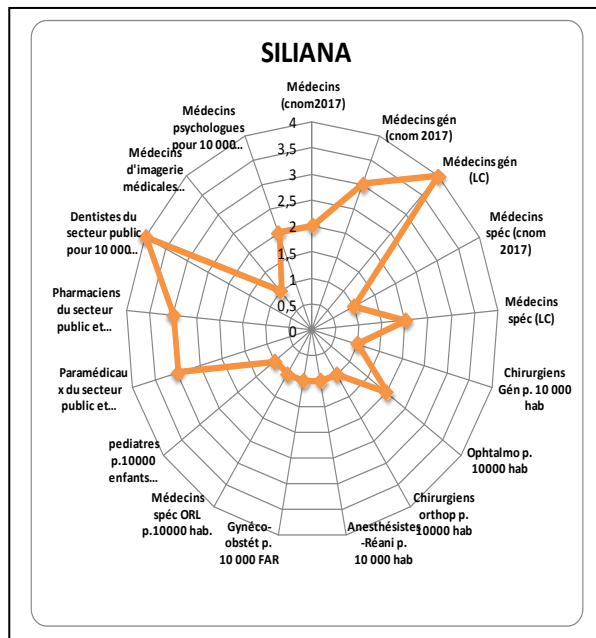 SILIANA
Médecins
(cnom2017)
Médecins gén
(cnom 2017)
Médecins gén
(LC)
Médecins
spéc (cnom
2017)
Médecins
spéc (LC)
Chirurgiens
Gén p. 10 000
hab
Ophtalmo p.
10000 hab
Chirurgiens
orthop p.
10000 hab
Anesthésistes
-Réani p.
10 000 hab
Gynéco-
obstét p.
10 000 FAR
Médecins
spéc ORL
p.10000 hab.
pediatres
p.10000
enfants...
Paramédicau
x du secteur
public et...
Pharmaciens
du secteur
public et...
Dentistes du
secteur public
pour 10 000...
Médecins
d'imagerie
médicales...
Médecins
psychologues
pour 10 000...
4
3,5
3
2,5
2
1,5
1
0,5
0